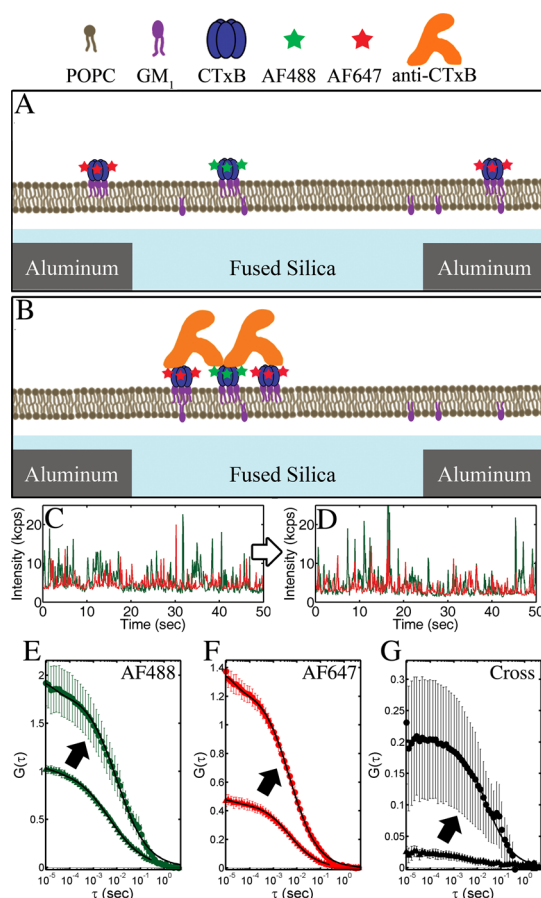 POPC GM1 CTxB AF488 AF647 anti-CTxB
A
Aluminum Fused Silica Aluminum
B
Aluminum Fused Silica Aluminum
C
Intensity (kcps)
20
10
0
0 10 20 30 40 50
Time (sec)
D
Intensity (kcps)
20
10
0
0 10 20 30 40 50
Time (sec)
E
AF488
G(τ)
2
1.5
1
0.5
0
10-5 10-4 10-3 10-2 10-1 100
τ (sec)
F
AF647
G(τ)
1.4
1.2
1
0.8
0.6
0.4
0.2
0
10-5 10-4 10-3 10-2 10-1 100
τ (sec)
G
Cross
G(τ)
0.3
0.25
0.2
0.15
0.1
0.05
0
10-5 10-4 10-3 10-2 10-1 100
τ (sec)